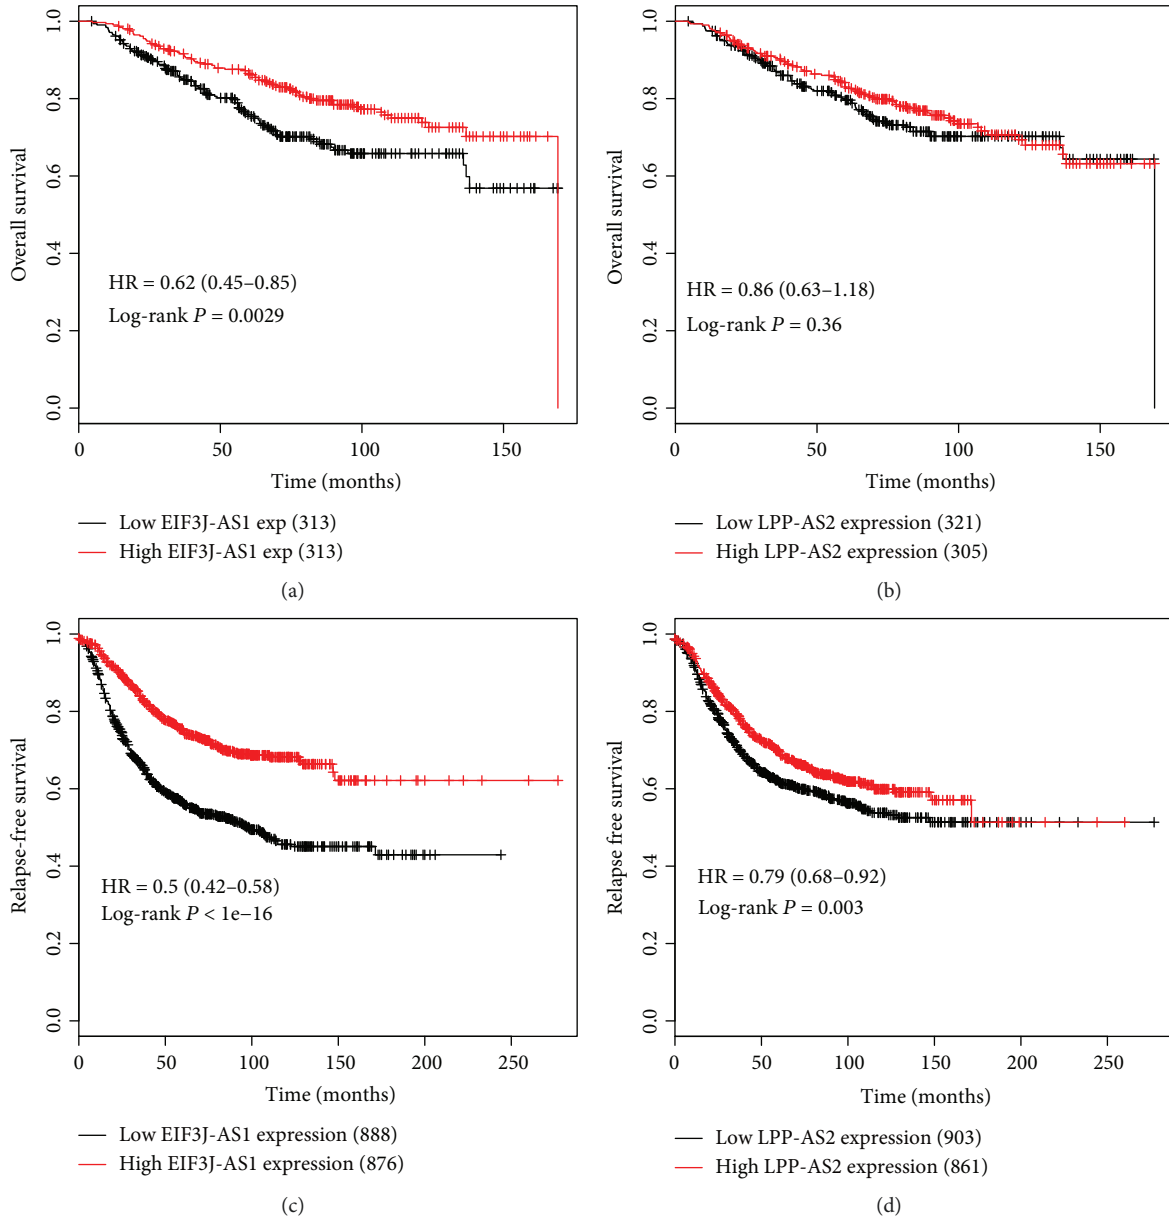 Overall survival
1.0
0.8
0.6
0.4
0.2
0.0
HR = 0.62 (0.45–0.85)
Log-rank P = 0.0029
0
50
100
150
Time (months)
Low EIF3J-AS1 exp (313)
High EIF3J-AS1 exp (313)
(a)
Overall survival
1.0
0.8
0.6
0.4
0.2
0.0
HR = 0.86 (0.63–1.18)
Log-rank P = 0.36
0
50
100
150
Time (months)
Low LPP-AS2 expression (321)
High LPP-AS2 expression (305)
(b)
Relapse-free survival
1.0
0.8
0.6
0.4
0.2
0.0
HR = 0.5 (0.42–0.58)
Log-rank P < 1e−16
0
50
100
150
200
250
Time (months)
Low EIF3J-AS1 expression (888)
High EIF3J-AS1 expression (876)
(c)
Relapse free survival
1.0
0.8
0.6
0.4
0.2
0.0
HR = 0.79 (0.68–0.92)
Log-rank P = 0.003
0
50
100
150
200
250
Time (months)
Low LPP-AS2 expression (903)
High LPP-AS2 expression (861)
(d)